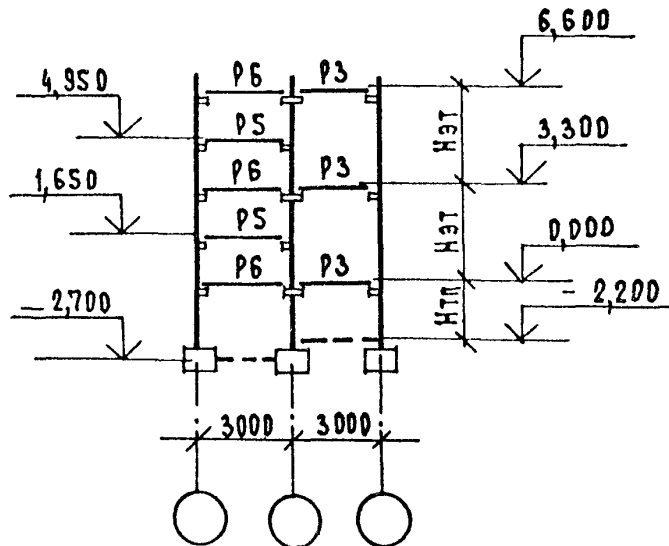 6,600
4,950
Р6 Р3
Нэт
Р5
3,300
1,650
Р6 Р3
Р5
Нэт
0,000
Р6 Р3
Нтп
– 2,700
– 2,200
3000 3000